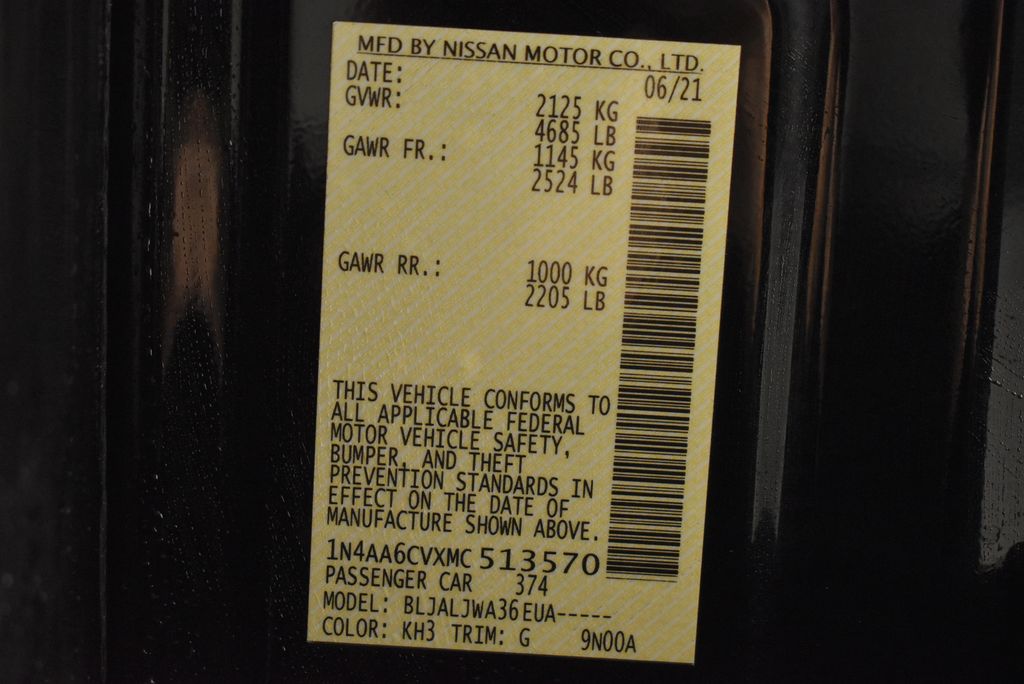 MFD BY NISSAN MOTOR CO., LTD.
DATE: 06/21
GVWR: 2125 KG
4685 LB
GAWR FR.: 1145 KG
2524 LB
GAWR RR.: 1000 KG
2205 LB
THIS VEHICLE CONFORMS TO
ALL APPLICABLE FEDERAL
MOTOR VEHICLE SAFETY,
BUMPER, AND THEFT
PREVENTION STANDARDS IN
EFFECT ON THE DATE OF
MANUFACTURE SHOWN ABOVE.
1N4AA6CVXMC513570
PASSENGER CAR 374
MODEL: BLJALJWA36EUA-----
COLOR: KH3 TRIM: G 9N00A